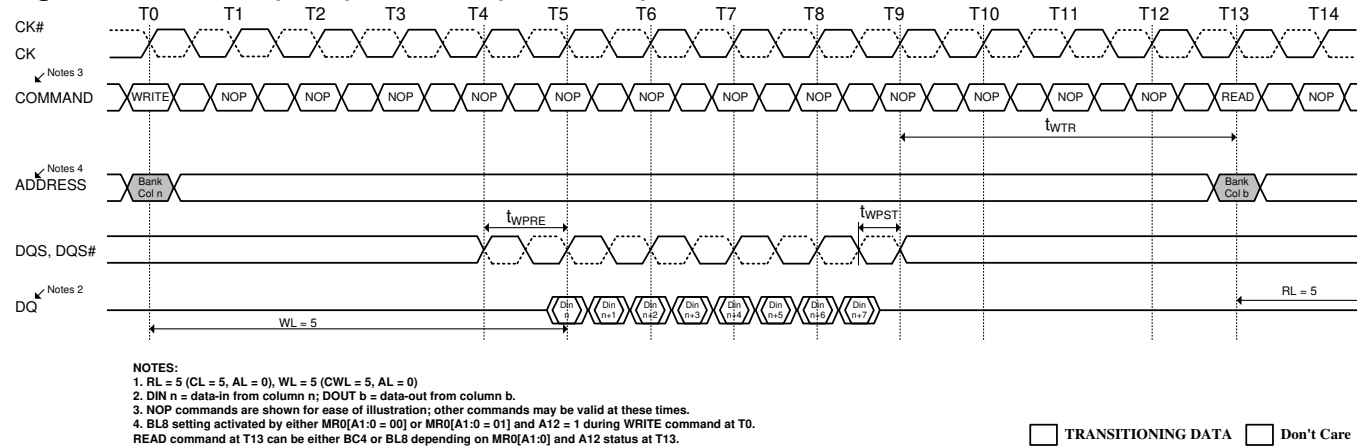 T0 T1 T2 T3 T4 T5 T6 T7 T8 T9 T10 T11 T12 T13 T14
CK#
CK
Notes 3
COMMAND WRITE NOP NOP NOP NOP NOP NOP NOP NOP NOP NOP NOP NOP READ NOP
tWTR
Notes 4
ADDRESS Bank Col n Bank Col b
tWPRE tWPST
DQS, DQS#
Notes 2
DQ Din n Din n+1 Din n+2 Din n+3 Din n+4 Din n+5 Din n+6 Din n+7 RL = 5
WL = 5
NOTES:
1. RL = 5 (CL = 5, AL = 0), WL = 5 (CWL = 5, AL = 0)
2. DIN n = data-in from column n; DOUT b = data-out from column b.
3. NOP commands are shown for ease of illustration; other commands may be valid at these times.
4. BL8 setting activated by either MR0[A1:0 = 00] or MR0[A1:0 = 01] and A12 = 1 during WRITE command at T0.
READ command at T13 can be either BC4 or BL8 depending on MR0[A1:0] and A12 status at T13.
TRANSITIONING DATA Don't Care